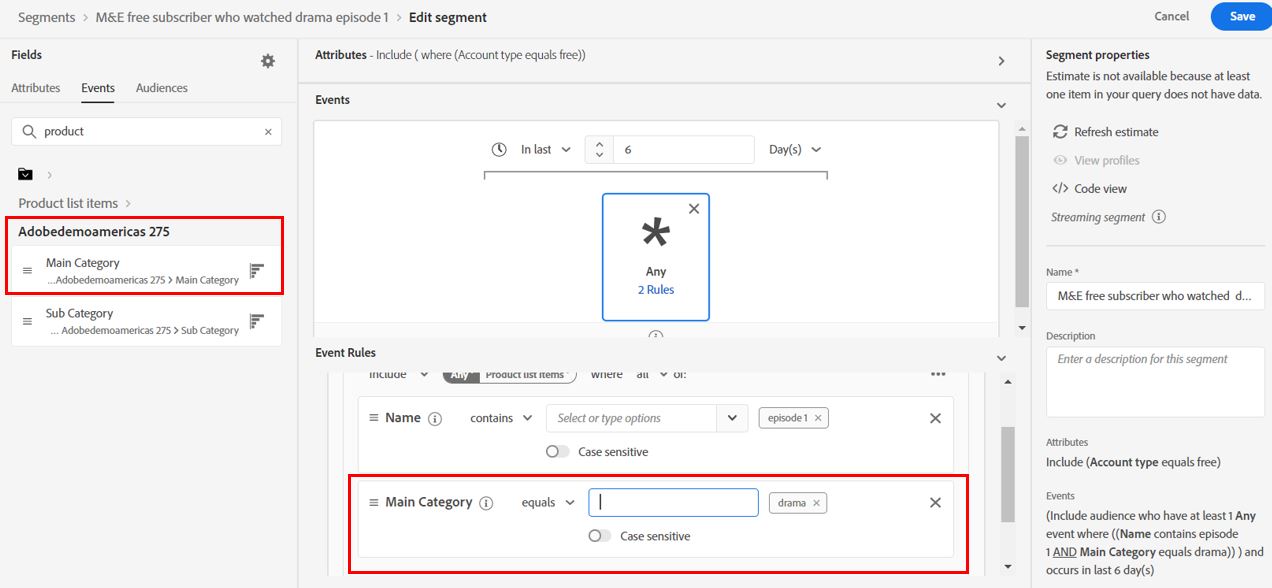 Segments > M&E free subscriber who watched drama episode 1 > Edit segment
Cancel
Save
Fields
Attributes Events Audiences
product ×
>
Product list items >
Adobedemoamericas 275
Main Category
...Adobedemoamericas 275 > Main Category
Sub Category
... Adobedemoamericas 275 > Sub Category
Attributes - Include ( where (Account type equals free))
Events
In last 6 Day(s)
Any
2 Rules
Event Rules
Include Any Product list items where all of:
Name contains Select or type options episode 1 ×
Case sensitive
Main Category equals drama ×
Case sensitive
Segment properties
Estimate is not available because at least
one item in your query does not have data.
Refresh estimate
View profiles
</> Code view
Streaming segment
Name *
M&E free subscriber who watched d...
Description
Enter a description for this segment
Attributes
Include (Account type equals free)
Events
(Include audience who have at least 1 Any
event where ((Name contains episode
1 AND Main Category equals drama)) ) and
occurs in last 6 day(s)